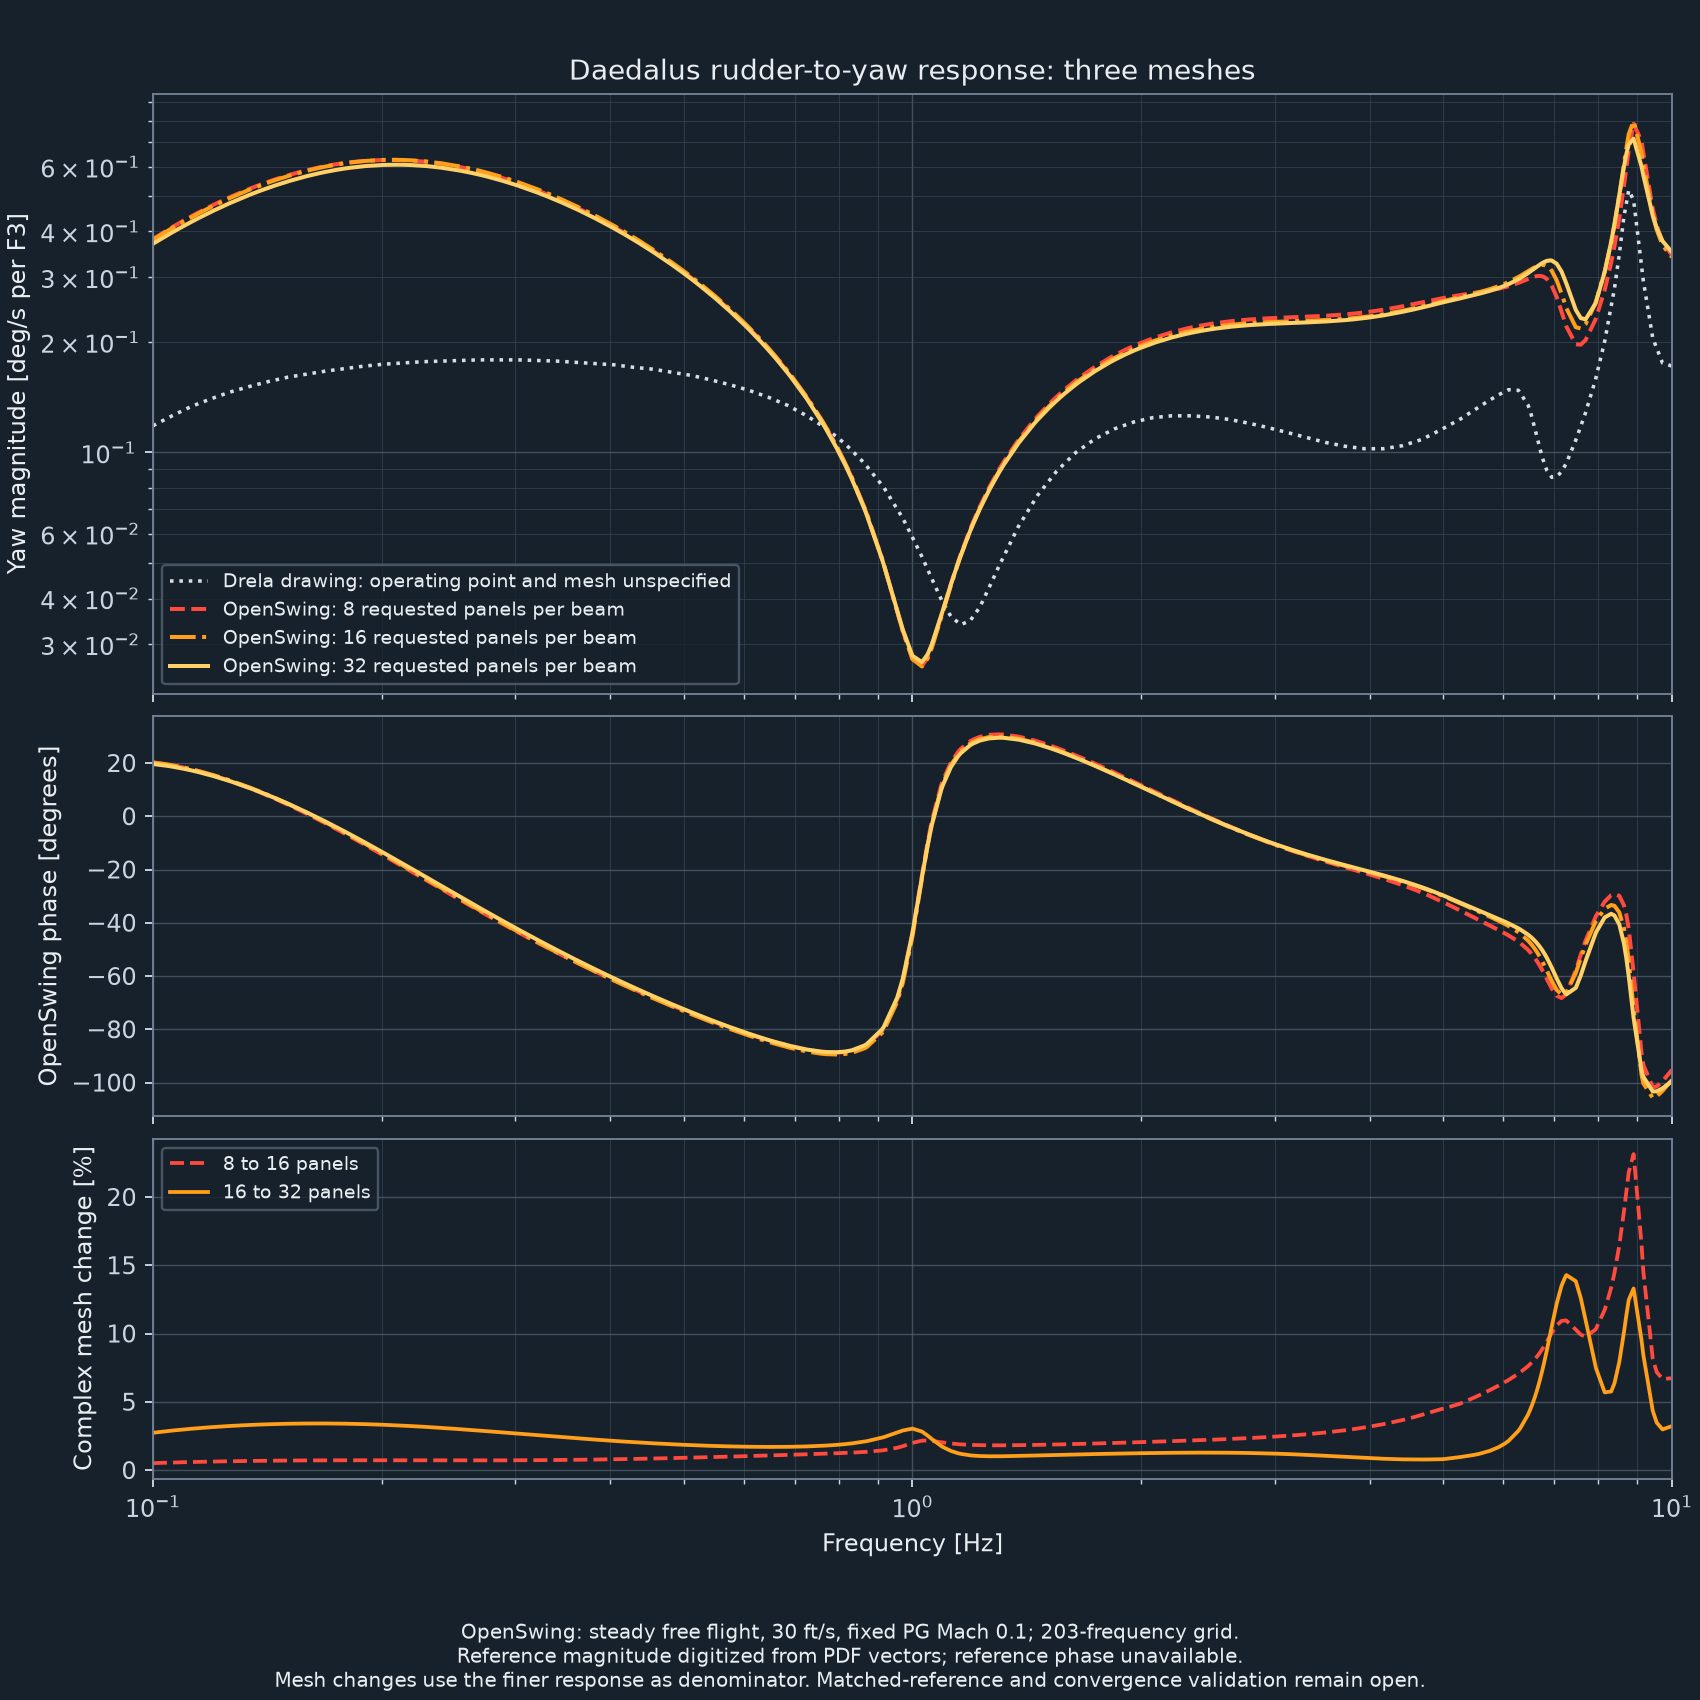 Daedalus rudder-to-yaw response: three meshes
Yaw magnitude [deg/s per F3]
6 × 10⁻¹
4 × 10⁻¹
3 × 10⁻¹
2 × 10⁻¹
10⁻¹
6 × 10⁻²
4 × 10⁻²
3 × 10⁻²
Drela drawing: operating point and mesh unspecified
OpenSwing: 8 requested panels per beam
OpenSwing: 16 requested panels per beam
OpenSwing: 32 requested panels per beam
OpenSwing phase [degrees]
20
0
−20
−40
−60
−80
−100
Complex mesh change [%]
20
15
10
5
0
8 to 16 panels
16 to 32 panels
10⁻¹
10⁰
10¹
Frequency [Hz]
OpenSwing: steady free flight, 30 ft/s, fixed PG Mach 0.1; 203-frequency grid.
Reference magnitude digitized from PDF vectors; reference phase unavailable.
Mesh changes use the finer response as denominator. Matched-reference and convergence validation remain open.